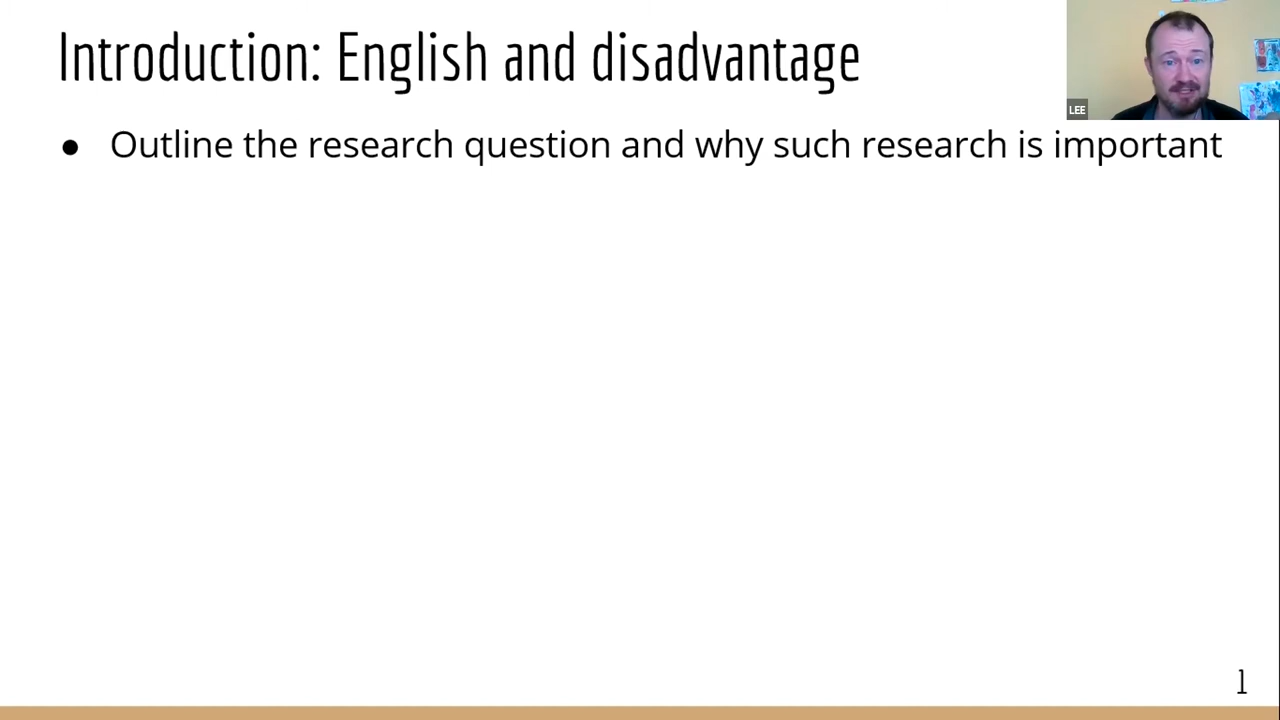 Introduction: English and disadvantage
LEE
● Outline the research question and why such research is important
1